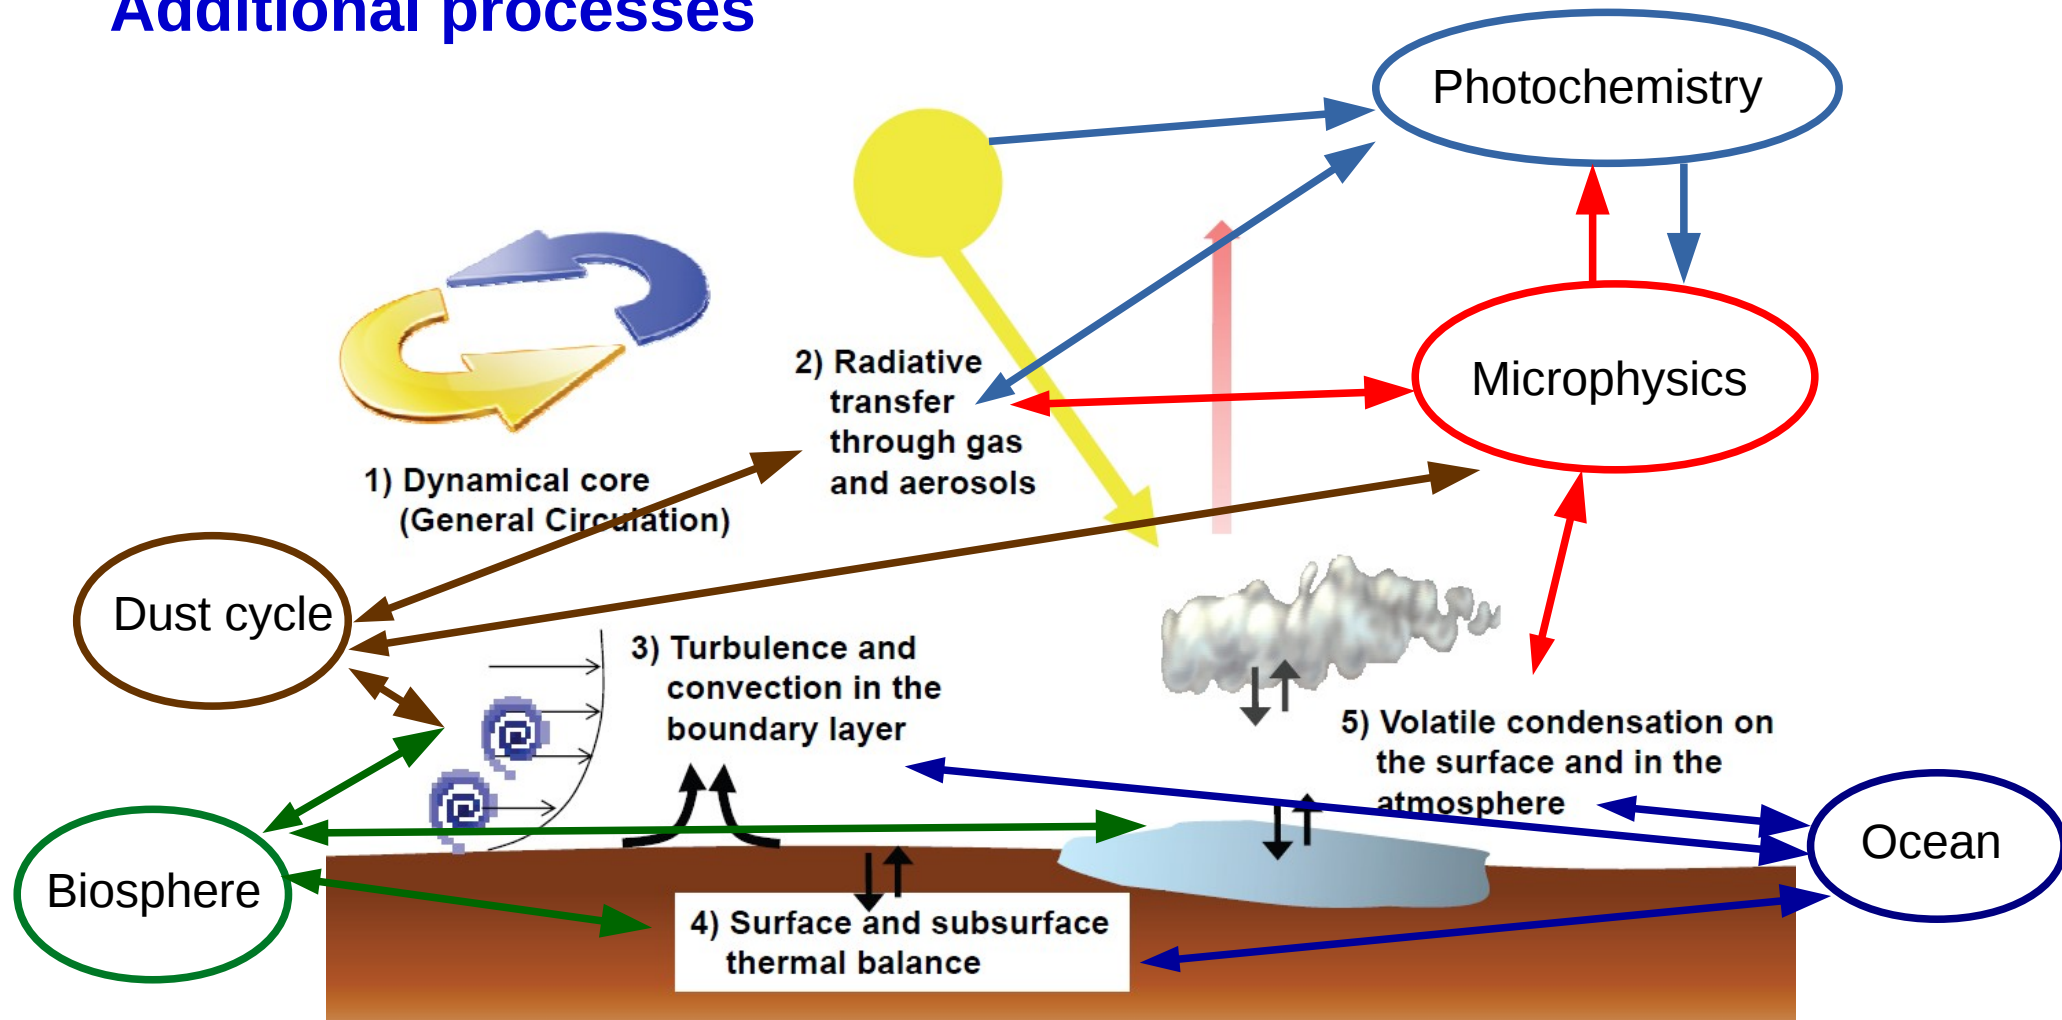 Additional processes
Photochemistry
Microphysics
2) Radiative
transfer
through gas
and aerosols
1) Dynamical core
(General Circulation)
Dust cycle
3) Turbulence and
convection in the
boundary layer
5) Volatile condensation on
the surface and in the
atmosphere
Ocean
Biosphere
4) Surface and subsurface
thermal balance